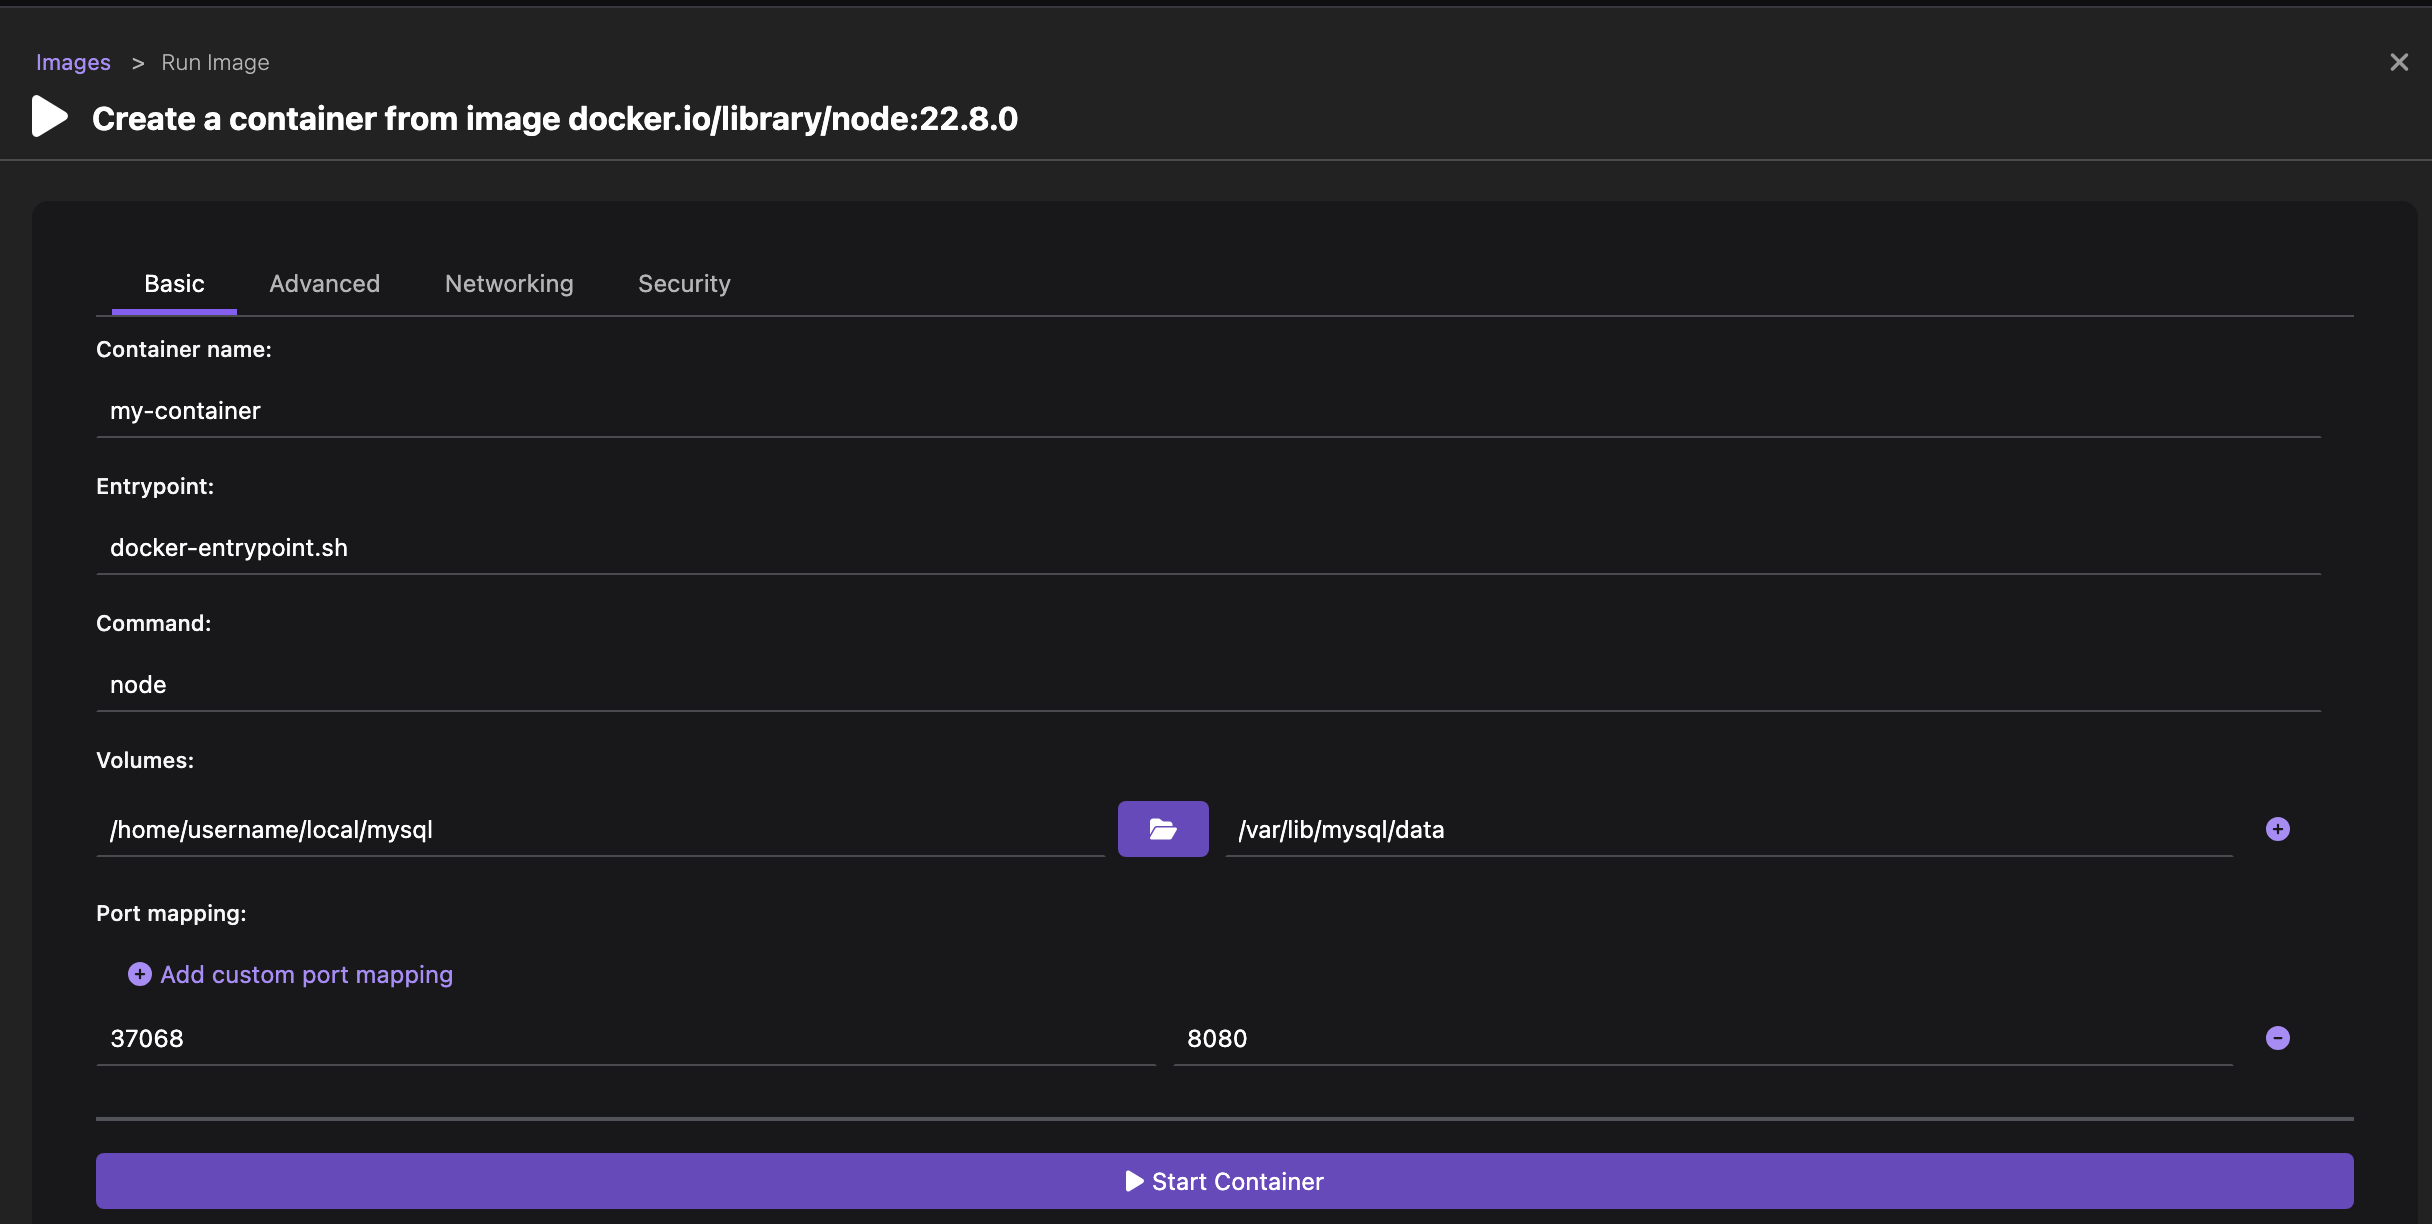 Images > Run Image
Create a container from image docker.io/library/node:22.8.0
Basic Advanced Networking Security
Container name:
my-container
Entrypoint:
docker-entrypoint.sh
Command:
node
Volumes:
/home/username/local/mysql /var/lib/mysql/data
Port mapping:
Add custom port mapping
37068 8080
Start Container